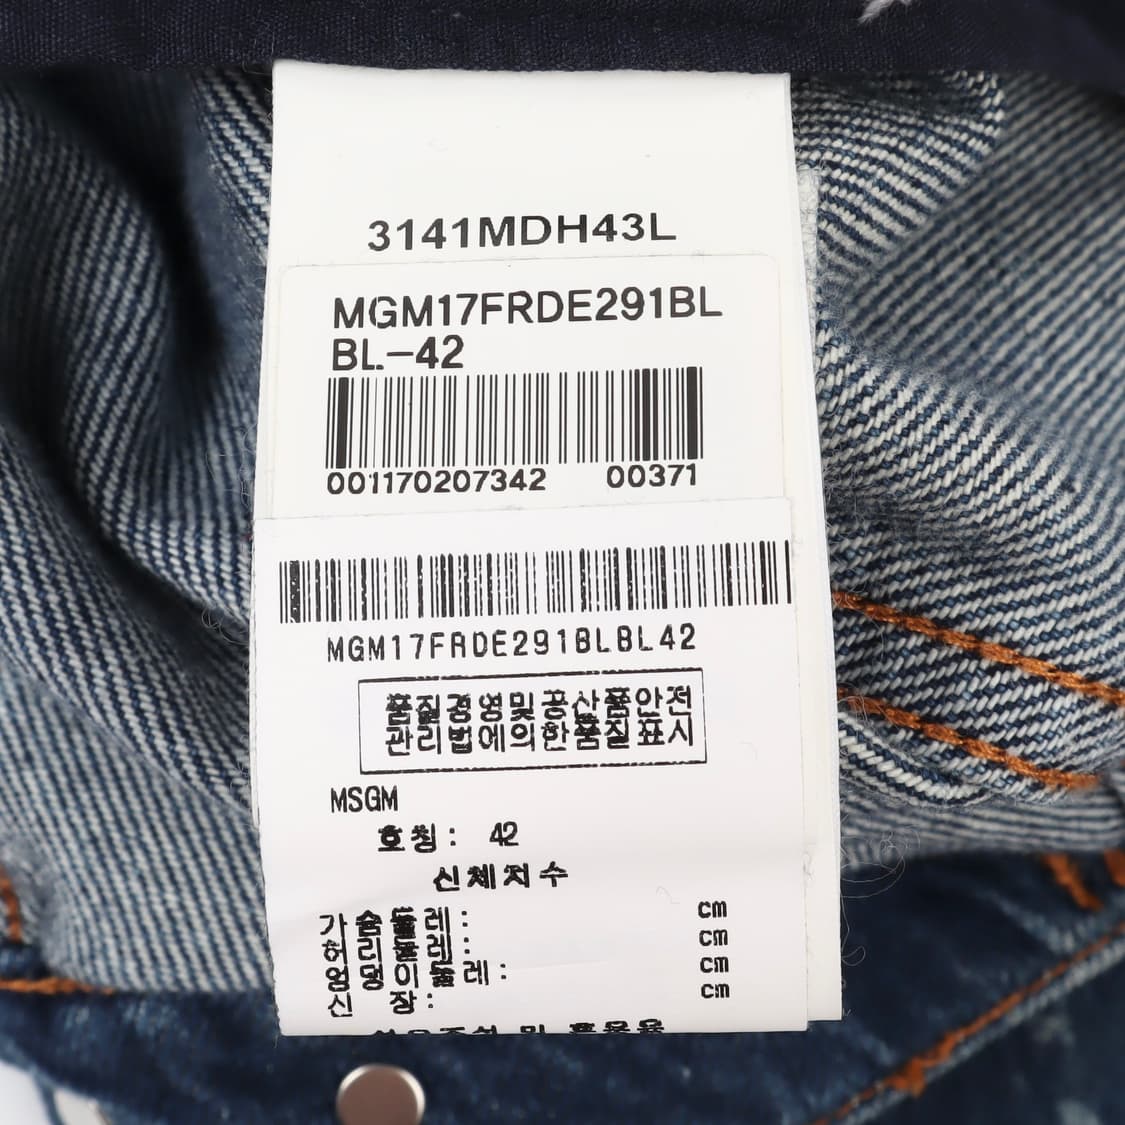 3141MDH43L
MGM17FRDE291BL
BL-42
001170207342 00371
MGM17FRDE291BLBL42
품질경영및공산품안전
관리법에의한품질표시
MSGM
호칭: 42
신체치수
가슴둘레: cm
허리둘레: cm
엉덩이둘레: cm
신 장: cm